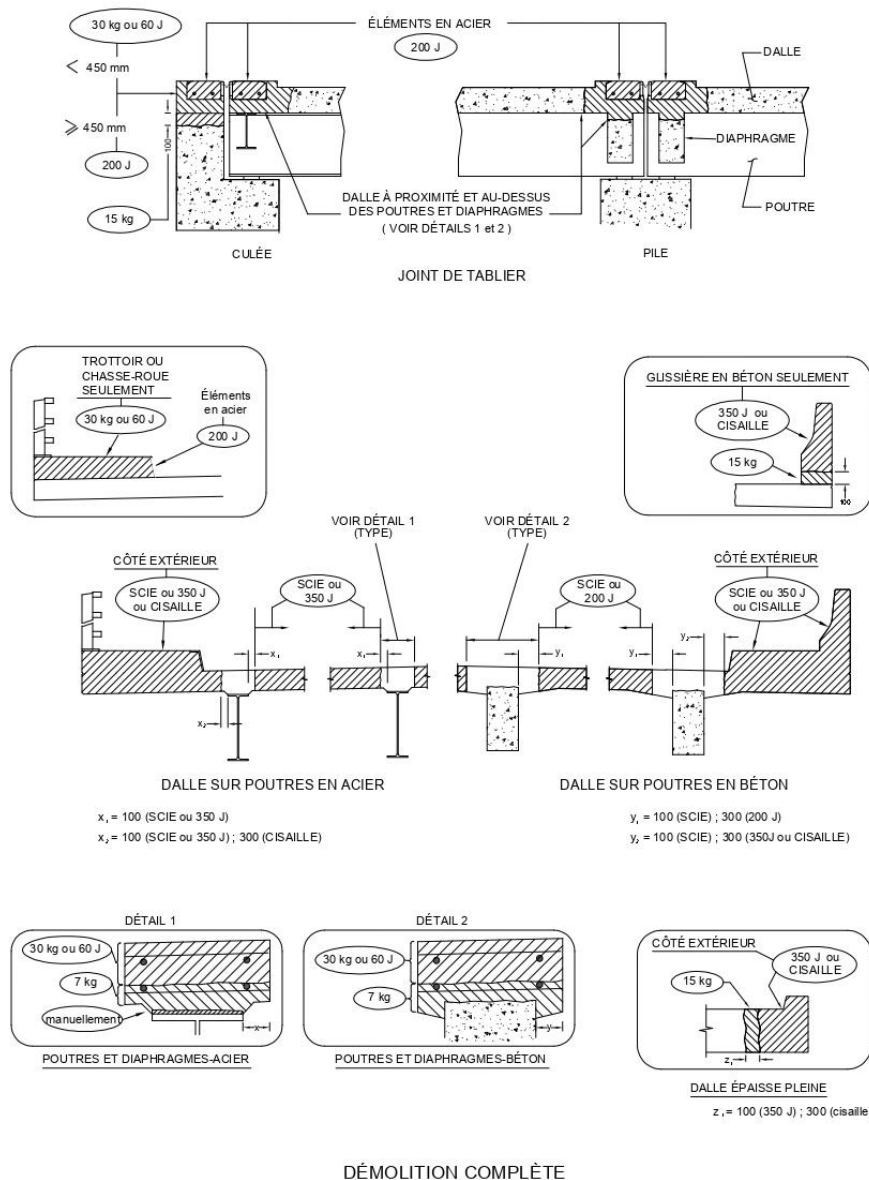 30 kg ou 60 J
< 450 mm
⩾ 450 mm
200 J
15 kg
100
ÉLÉMENTS EN ACIER
200 J
DALLE
DIAPHRAGME
POUTRE
DALLE À PROXIMITÉ ET AU-DESSUS
DES POUTRES ET DIAPHRAGMES
( VOIR DÉTAILS 1 et 2 )
CULÉE
PILE
JOINT DE TABLIER
TROTTOIR OU
CHASSE-ROUE
SEULEMENT
30 kg ou 60 J
Éléments
en acier
200 J
GLISSIÈRE EN BÉTON SEULEMENT
350 J ou
CISAILLE
15 kg
100
VOIR DÉTAIL 1
(TYPE)
VOIR DÉTAIL 2
(TYPE)
CÔTÉ EXTÉRIEUR
SCIE ou 350 J
ou CISAILLE
SCIE ou
350 J
SCIE ou
200 J
CÔTÉ EXTÉRIEUR
SCIE ou 350 J
ou CISAILLE
x₁
x₁
y₁
y₁
y₂
x₂
DALLE SUR POUTRES EN ACIER
x₁ = 100 (SCIE ou 350 J)
x₂ = 100 (SCIE ou 350 J) ; 300 (CISAILLE)
DALLE SUR POUTRES EN BÉTON
y₁ = 100 (SCIE) ; 300 (200 J)
y₂ = 100 (SCIE) ; 300 (350J ou CISAILLE)
DÉTAIL 1
30 kg ou 60 J
7 kg
manuellement
x
POUTRES ET DIAPHRAGMES-ACIER
DÉTAIL 2
30 kg ou 60 J
7 kg
y
POUTRES ET DIAPHRAGMES-BÉTON
CÔTÉ EXTÉRIEUR
350 J ou
CISAILLE
15 kg
z₁
DALLE ÉPAISSE PLEINE
z₁ = 100 (350 J) ; 300 (cisaille
DÉMOLITION COMPLÈTE